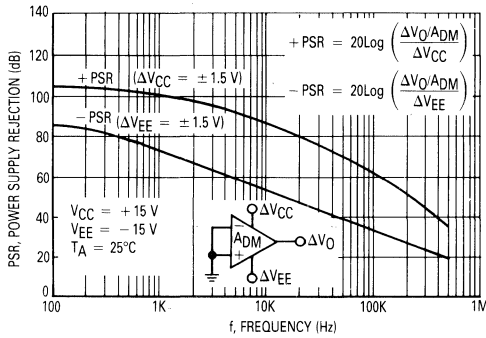 140
120
100
80
60
40
20
0
PSR, POWER SUPPLY REJECTION (dB)
+ PSR = 20Log (ΔVO/ADM / ΔVCC)
− PSR = 20Log (ΔVO/ADM / ΔVEE)
+ PSR (ΔVCC = ±1.5 V)
− PSR (ΔVEE = ±1.5 V)
VCC = +15 V
VEE = −15 V
TA = 25°C
ΔVCC
−
ADM
+
ΔVO
ΔVEE
100
1K
10K
100K
1M
f, FREQUENCY (Hz)